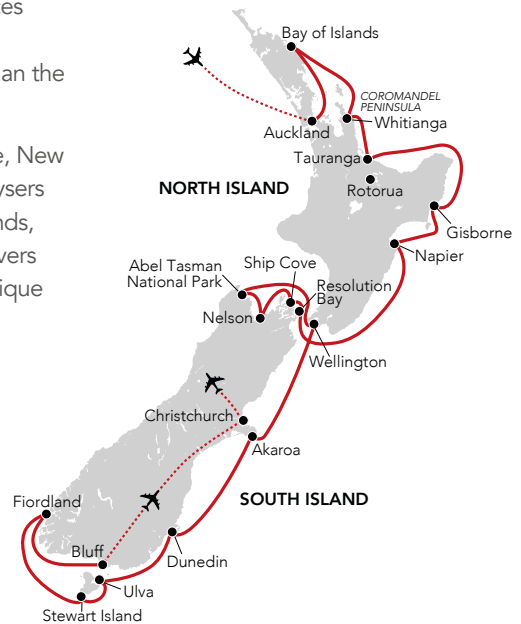 ces
an the
e, New
ysers
nds,
vers
ique
Bay of Islands
COROMANDEL
PENINSULA
Whitianga
Auckland
Tauranga
NORTH ISLAND
Rotorua
Gisborne
Napier
Ship Cove
Abel Tasman
National Park
Resolution
Bay
Nelson
Wellington
Christchurch
Akaroa
SOUTH ISLAND
Fiordland
Bluff
Dunedin
Ulva
Stewart Island